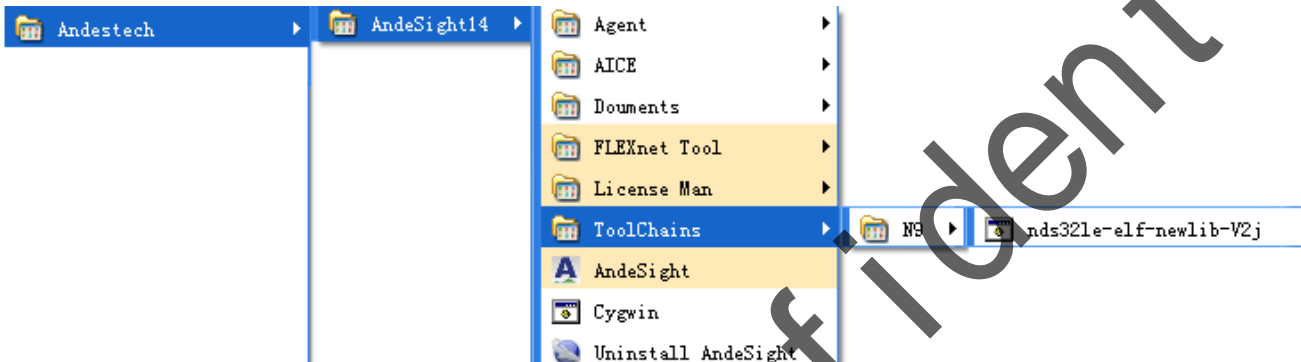 Andestech
AndeSight14
Agent
AICE
Douments
FLEXnet Tool
License Man
ToolChains
N9
nds32le-elf-newlib-V2j
AndeSight
Cygwin
Uninstall AndeSight
fident